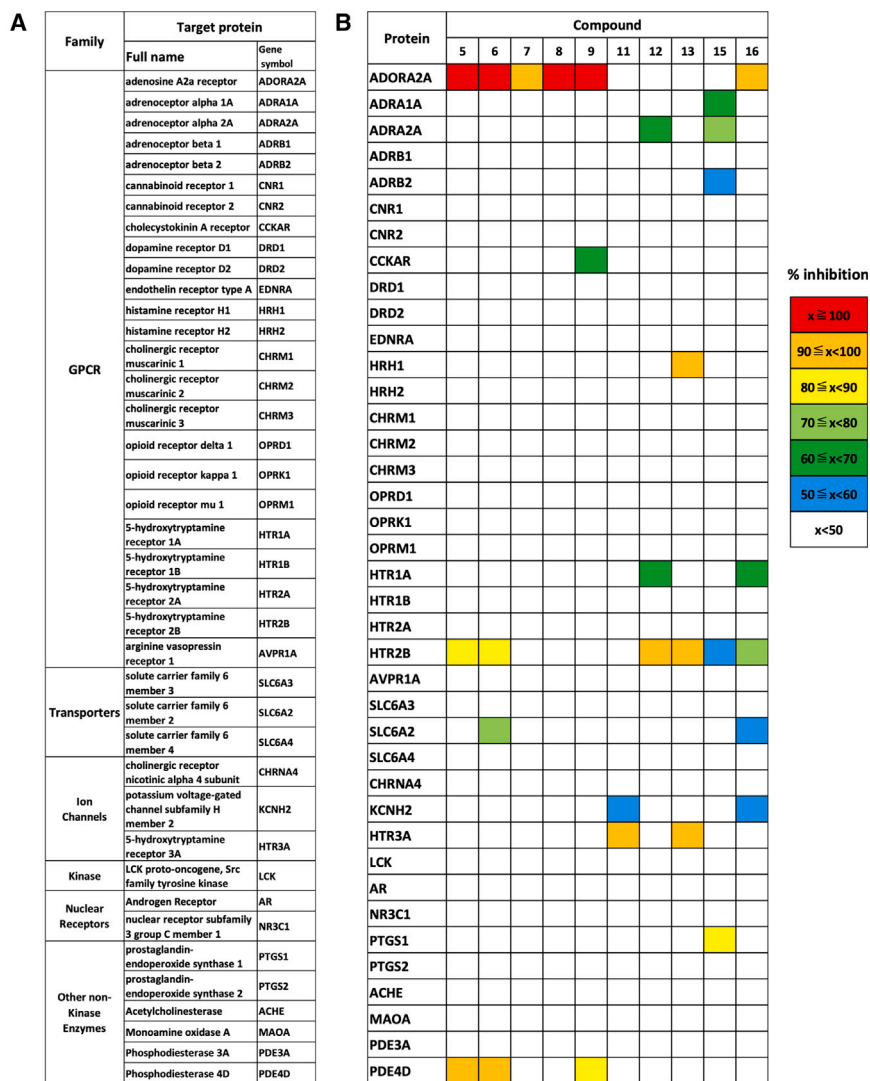 A
Family
Target protein
Full name
Gene
symbol
GPCR
adenosine A2a receptor ADORA2A
adrenoceptor alpha 1A ADRA1A
adrenoceptor alpha 2A ADRA2A
adrenoceptor beta 1 ADRB1
adrenoceptor beta 2 ADRB2
cannabinoid receptor 1 CNR1
cannabinoid receptor 2 CNR2
cholecystokinin A receptor CCKAR
dopamine receptor D1 DRD1
dopamine receptor D2 DRD2
endothelin receptor type A EDNRA
histamine receptor H1 HRH1
histamine receptor H2 HRH2
cholinergic receptor
muscarinic 1 CHRM1
cholinergic receptor
muscarinic 2 CHRM2
cholinergic receptor
muscarinic 3 CHRM3
opioid receptor delta 1 OPRD1
opioid receptor kappa 1 OPRK1
opioid receptor mu 1 OPRM1
5-hydroxytryptamine
receptor 1A HTR1A
5-hydroxytryptamine
receptor 1B HTR1B
5-hydroxytryptamine
receptor 2A HTR2A
5-hydroxytryptamine
receptor 2B HTR2B
arginine vasopressin
receptor 1 AVPR1A
Transporters
solute carrier family 6
member 3 SLC6A3
solute carrier family 6
member 2 SLC6A2
solute carrier family 6
member 4 SLC6A4
Ion
Channels
cholinergic receptor
nicotinic alpha 4 subunit CHRNA4
potassium voltage-gated
channel subfamily H
member 2 KCNH2
5-hydroxytryptamine
receptor 3A HTR3A
Kinase
LCK proto-oncogene, Src
family tyrosine kinase LCK
Nuclear
Receptors
Androgen Receptor AR
nuclear receptor subfamily
3 group C member 1 NR3C1
Other non-
Kinase
Enzymes
prostaglandin-
endoperoxide synthase 1 PTGS1
prostaglandin-
endoperoxide synthase 2 PTGS2
Acetylcholinesterase ACHE
Monoamine oxidase A MAOA
Phosphodiesterase 3A PDE3A
Phosphodiesterase 4D PDE4D
B
Protein
Compound
5 6 7 8 9 11 12 13 15 16
ADORA2A
ADRA1A
ADRA2A
ADRB1
ADRB2
CNR1
CNR2
CCKAR
DRD1
DRD2
EDNRA
HRH1
HRH2
CHRM1
CHRM2
CHRM3
OPRD1
OPRK1
OPRM1
HTR1A
HTR1B
HTR2A
HTR2B
AVPR1A
SLC6A3
SLC6A2
SLC6A4
CHRNA4
KCNH2
HTR3A
LCK
AR
NR3C1
PTGS1
PTGS2
ACHE
MAOA
PDE3A
PDE4D
% inhibition
x≧100
90≦x<100
80≦x<90
70≦x<80
60≦x<70
50≦x<60
x<50